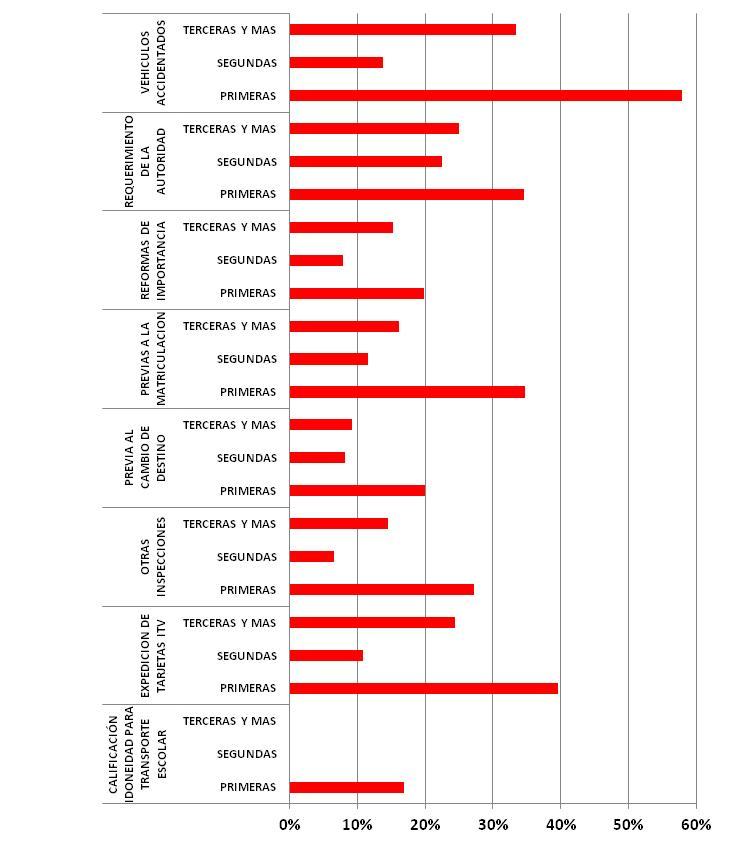 VEHICULOS
ACCIDENTADOS
TERCERAS Y MAS
SEGUNDAS
PRIMERAS
REQUERIMIENTO
DE LA
AUTORIDAD
TERCERAS Y MAS
SEGUNDAS
PRIMERAS
REFORMAS DE
IMPORTANCIA
TERCERAS Y MAS
SEGUNDAS
PRIMERAS
PREVIAS A LA
MATRICULACION
TERCERAS Y MAS
SEGUNDAS
PRIMERAS
PREVIA AL
CAMBIO DE
DESTINO
TERCERAS Y MAS
SEGUNDAS
PRIMERAS
OTRAS
INSPECCIONES
TERCERAS Y MAS
SEGUNDAS
PRIMERAS
EXPEDICION DE
TARJETAS ITV
TERCERAS Y MAS
SEGUNDAS
PRIMERAS
CALIFICACIÓN
IDONEIDAD PARA
TRANSPORTE
ESCOLAR
TERCERAS Y MAS
SEGUNDAS
PRIMERAS
0% 10% 20% 30% 40% 50% 60%